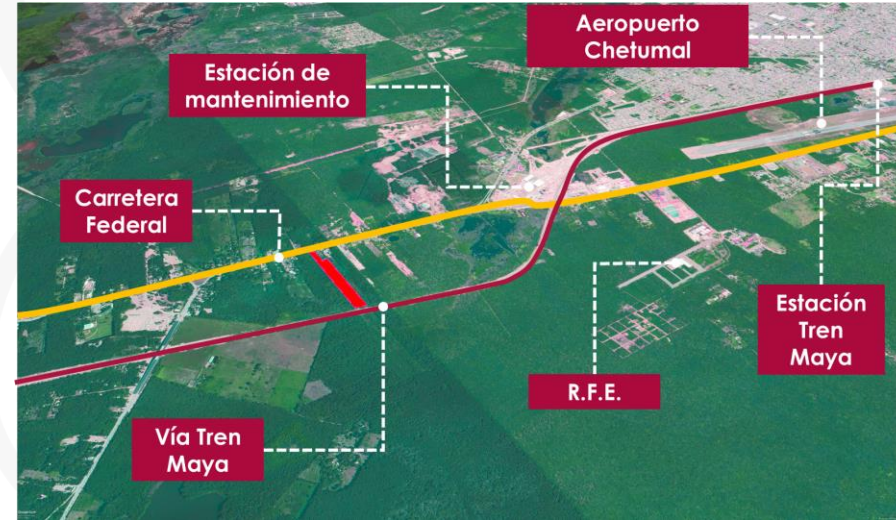 Aeropuerto
Chetumal
Estación de
mantenimiento
Carretera
Federal
Estación
Tren
Maya
R.F.E.
Vía Tren
Maya